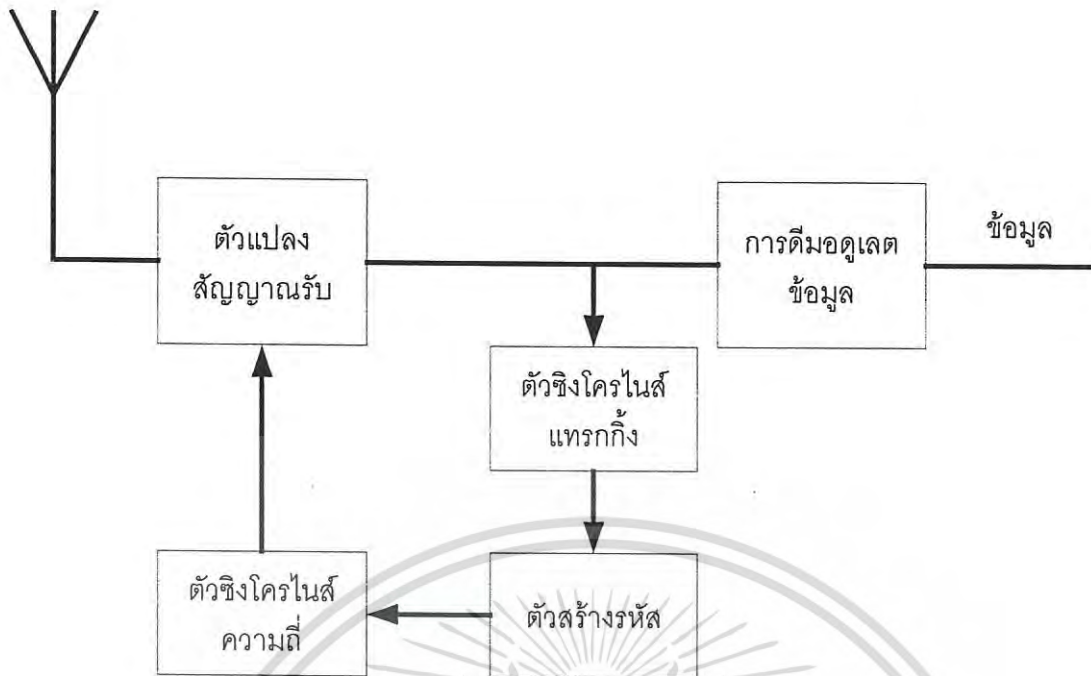 ตัวแปลง
สัญญาณรับ
การดีมอดูเลต
ข้อมูล
ข้อมูล
ตัวซิงโครไนส์
แทรกกิ้ง
ตัวซิงโครไนส์
ความถี่
ตัวสร้างรหัส